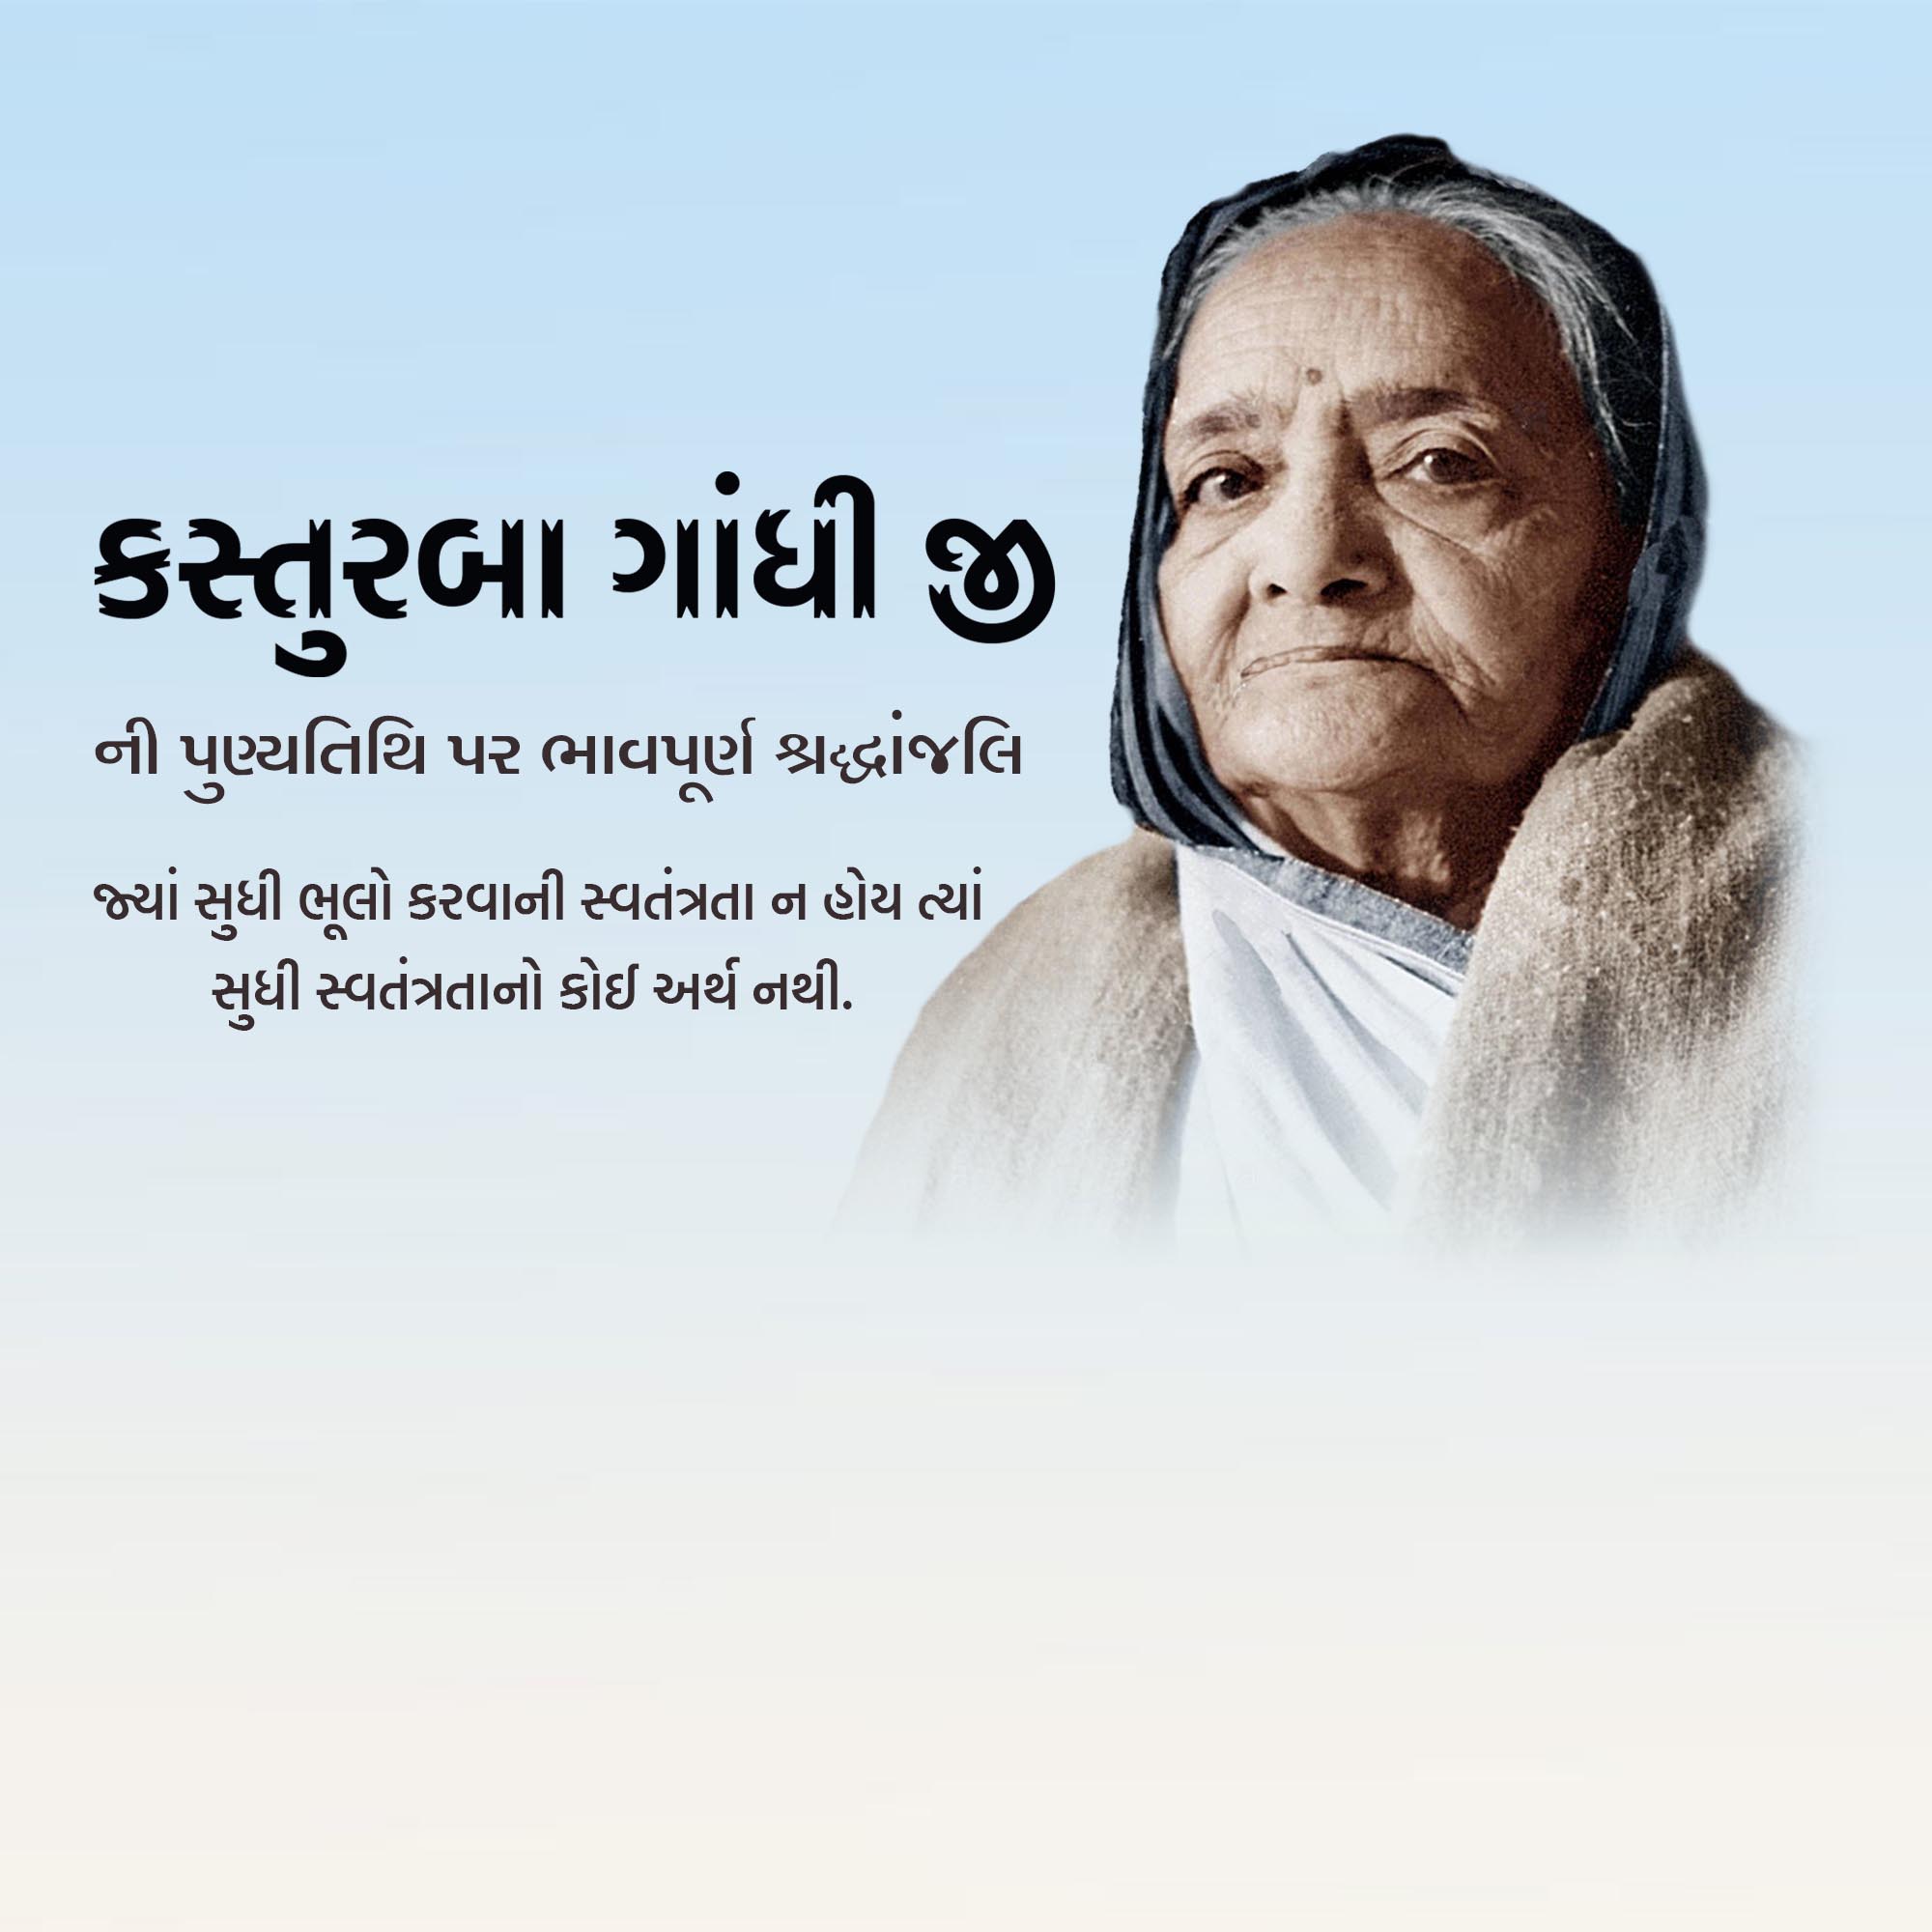 કસ્તુરબા ગાંધી જી
ની પુણ્યતિથિ પર ભાવપૂર્ણ શ્રદ્ધાંજલિ
જ્યાં સુધી ભૂલો કરવાની સ્વતંત્રતા ન હોય ત્યાં
સુધી સ્વતંત્રતાનો કોઈ અર્થ નથી.